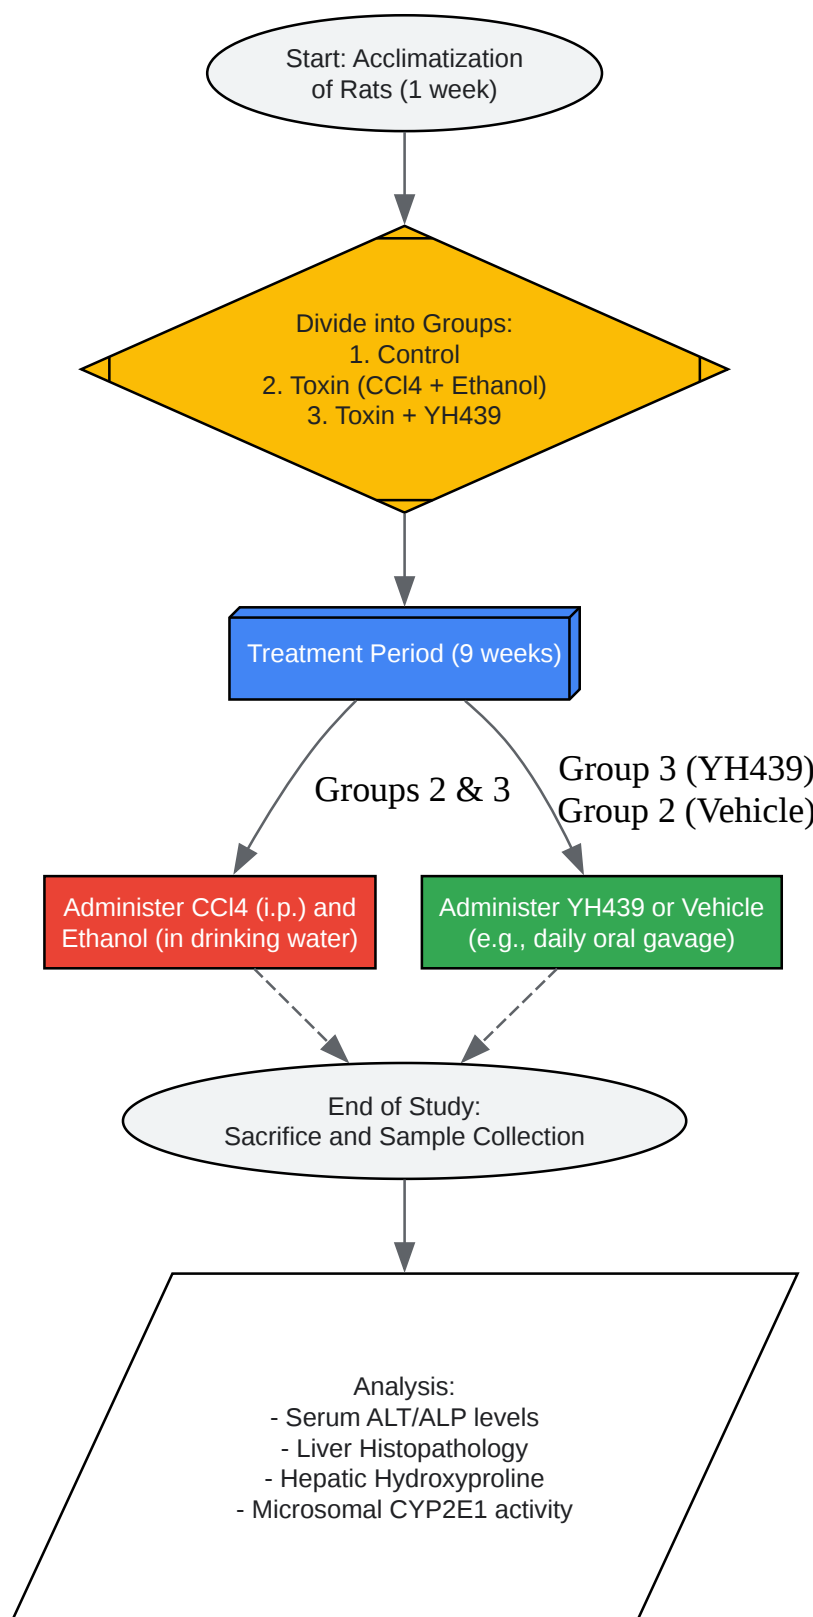 Start: Acclimatization
of Rats (1 week)
Divide into Groups:
1. Control
2. Toxin (CCl4 + Ethanol)
3. Toxin + YH439
Treatment Period (9 weeks)
Groups 2 & 3
Group 3 (YH439)
Group 2 (Vehicle)
Administer CCl4 (i.p.) and
Ethanol (in drinking water)
Administer YH439 or Vehicle
(e.g., daily oral gavage)
End of Study:
Sacrifice and Sample Collection
Analysis:
- Serum ALT/ALP levels
- Liver Histopathology
- Hepatic Hydroxyproline
- Microsomal CYP2E1 activity